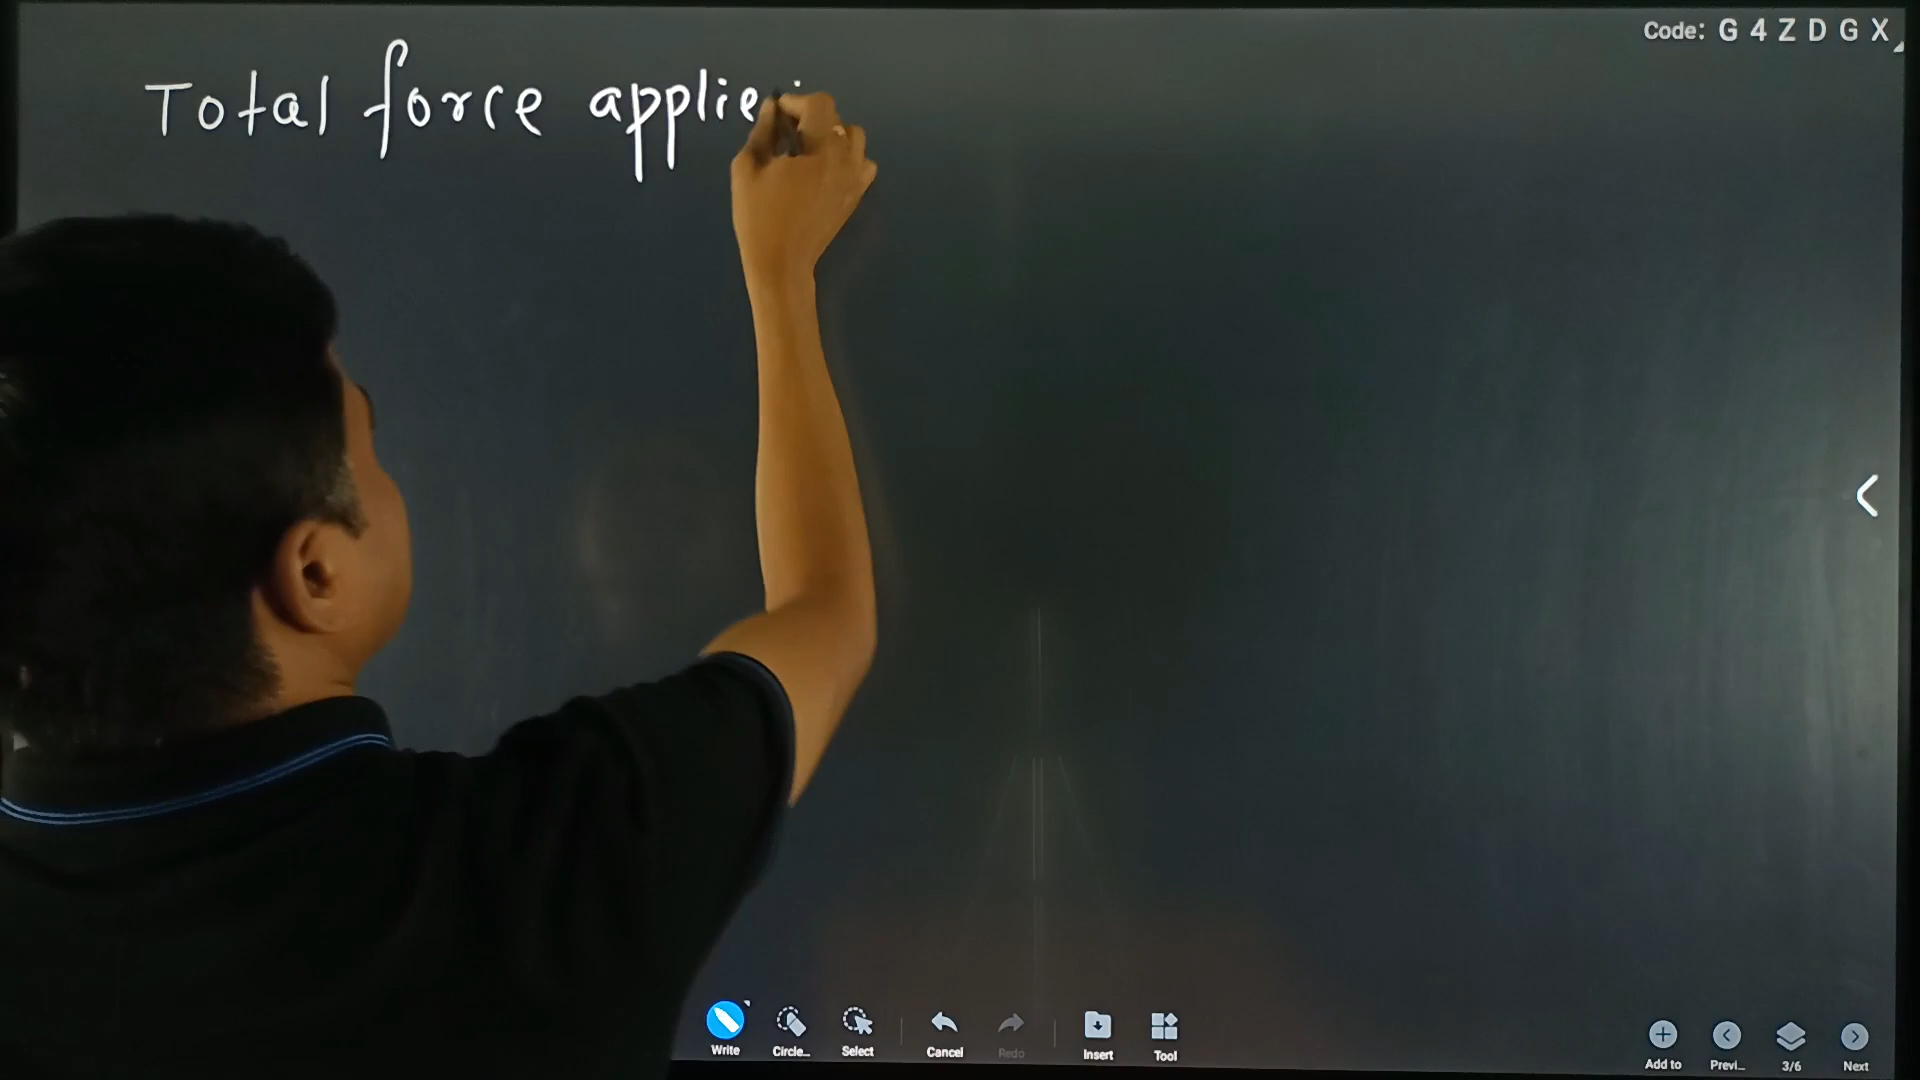 Code: G 4 Z D G X
Total force applie
Write
Circle...
Select
Cancel
Redo
Insert
Tool
Add to
Previ...
3/6
Next